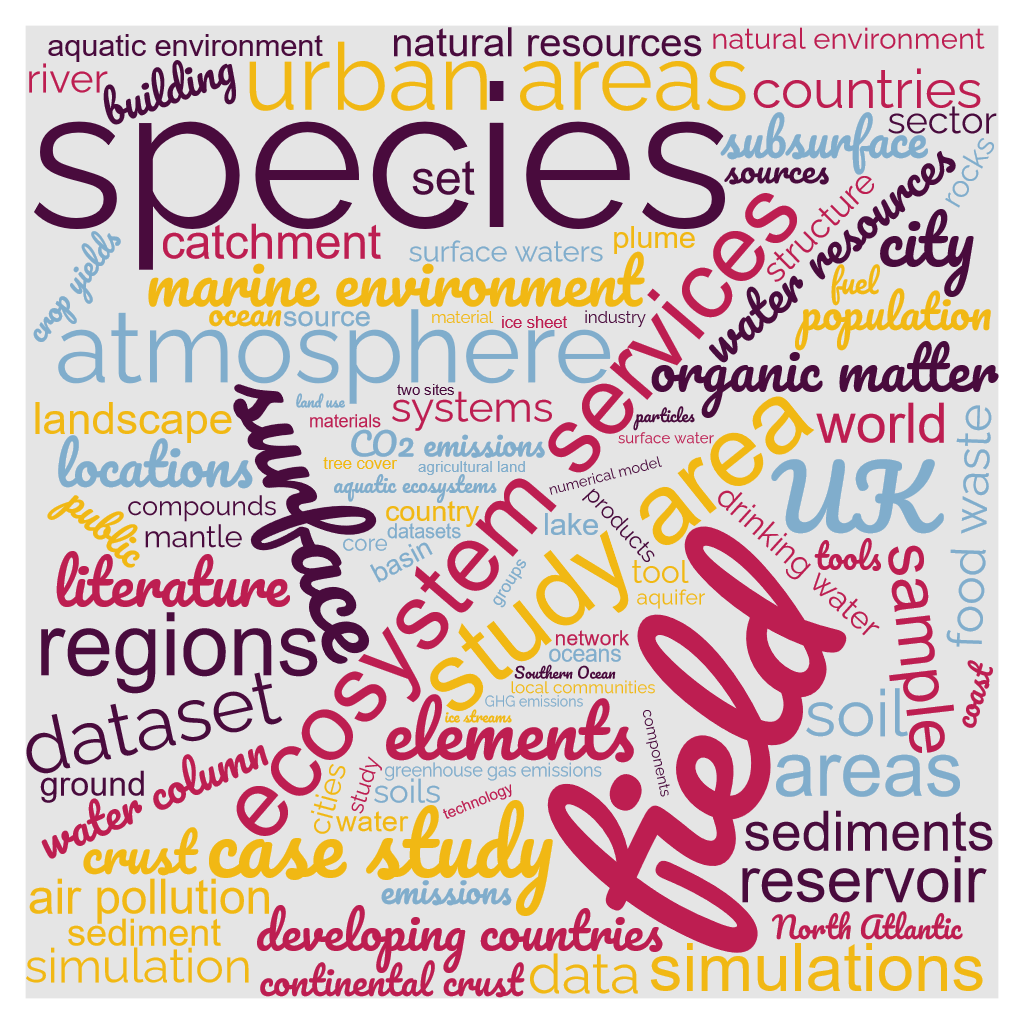 aquatic environment
natural resources
natural environment
river
building
urban areas
countries
species
set
subsurface
sector
sources
rocks
catchment
surface waters
plume
services
structure
water resources
city
crop yields
marine environment
fuel
population
ocean
source
material
ice sheet
industry
atmosphere
organic matter
two sites
land use
landscape
materials
systems
particles
world
surface
locations
CO2 emissions
surface water
food waste
tree cover
agricultural land
numerical model
UK
aquatic ecosystems
public
compounds
country
products
drinking water
mantle
core
datasets
lake
study area
basin
ecosystem
tools
sample
literature
groups
tool
aquifer
regions
network
oceans
field
Southern Ocean
local communities
coast
dataset
GHG emissions
ice streams
elements
components
soil
ground
water column
greenhouse gas emissions
areas
cities
study
soils
technology
water
crust
case study
sediments
air pollution
emissions
reservoir
sediment
developing countries
North Atlantic
simulation
continental crust
data
simulations